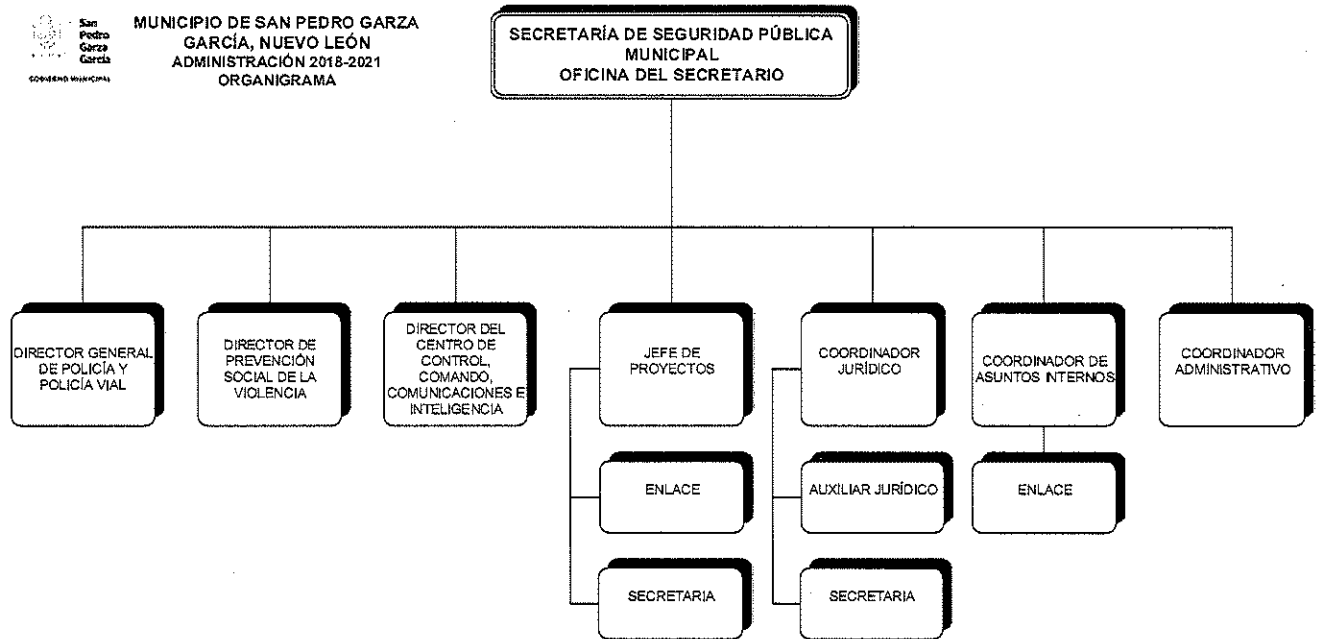 San
Pedro
Garza
García
GOBIERNO MUNICIPAL
MUNICIPIO DE SAN PEDRO GARZA
GARCÍA, NUEVO LEÓN
ADMINISTRACIÓN 2018-2021
ORGANIGRAMA
SECRETARÍA DE SEGURIDAD PÚBLICA
MUNICIPAL
OFICINA DEL SECRETARIO
DIRECTOR GENERAL
DE POLICÍA Y
POLICÍA VIAL
DIRECTOR DE
PREVENCIÓN
SOCIAL DE LA
VIOLENCIA
DIRECTOR DEL
CENTRO DE
CONTROL,
COMANDO,
COMUNICACIONES E
INTELIGENCIA
JEFE DE
PROYECTOS
COORDINADOR
JURÍDICO
COORDINADOR DE
ASUNTOS INTERNOS
COORDINADOR
ADMINISTRATIVO
ENLACE
AUXILIAR JURÍDICO
ENLACE
SECRETARIA
SECRETARIA